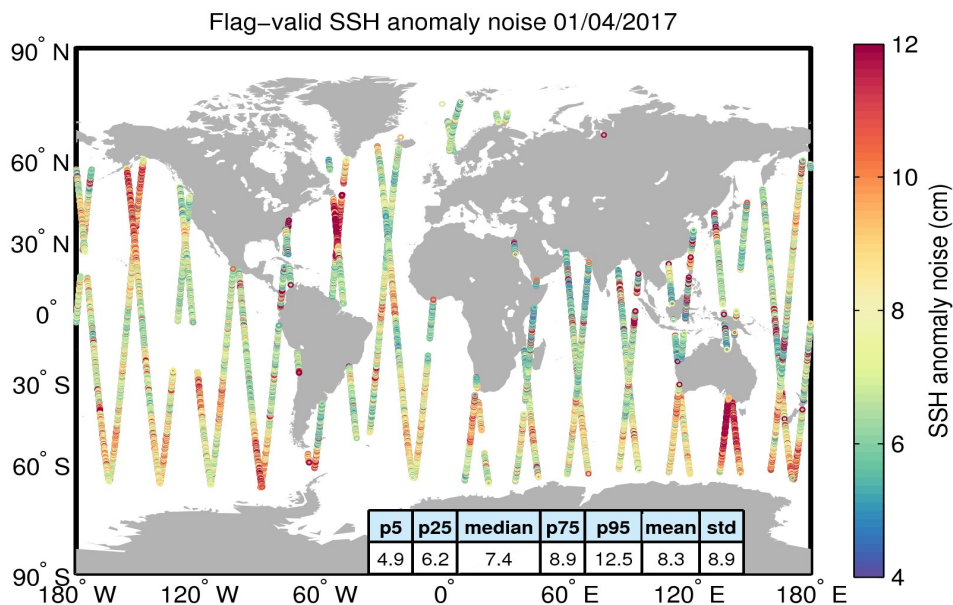 Flag−valid SSH anomaly noise 01/04/2017
90° N
60° N
30° N
0°
30° S
60° S
90° S
180° W
120° W
60° W
0°
60° E
120° E
180° E
p5 p25 median p75 p95 mean std
4.9 6.2 7.4 8.9 12.5 8.3 8.9
12
10
8
6
4
SSH anomaly noise (cm)